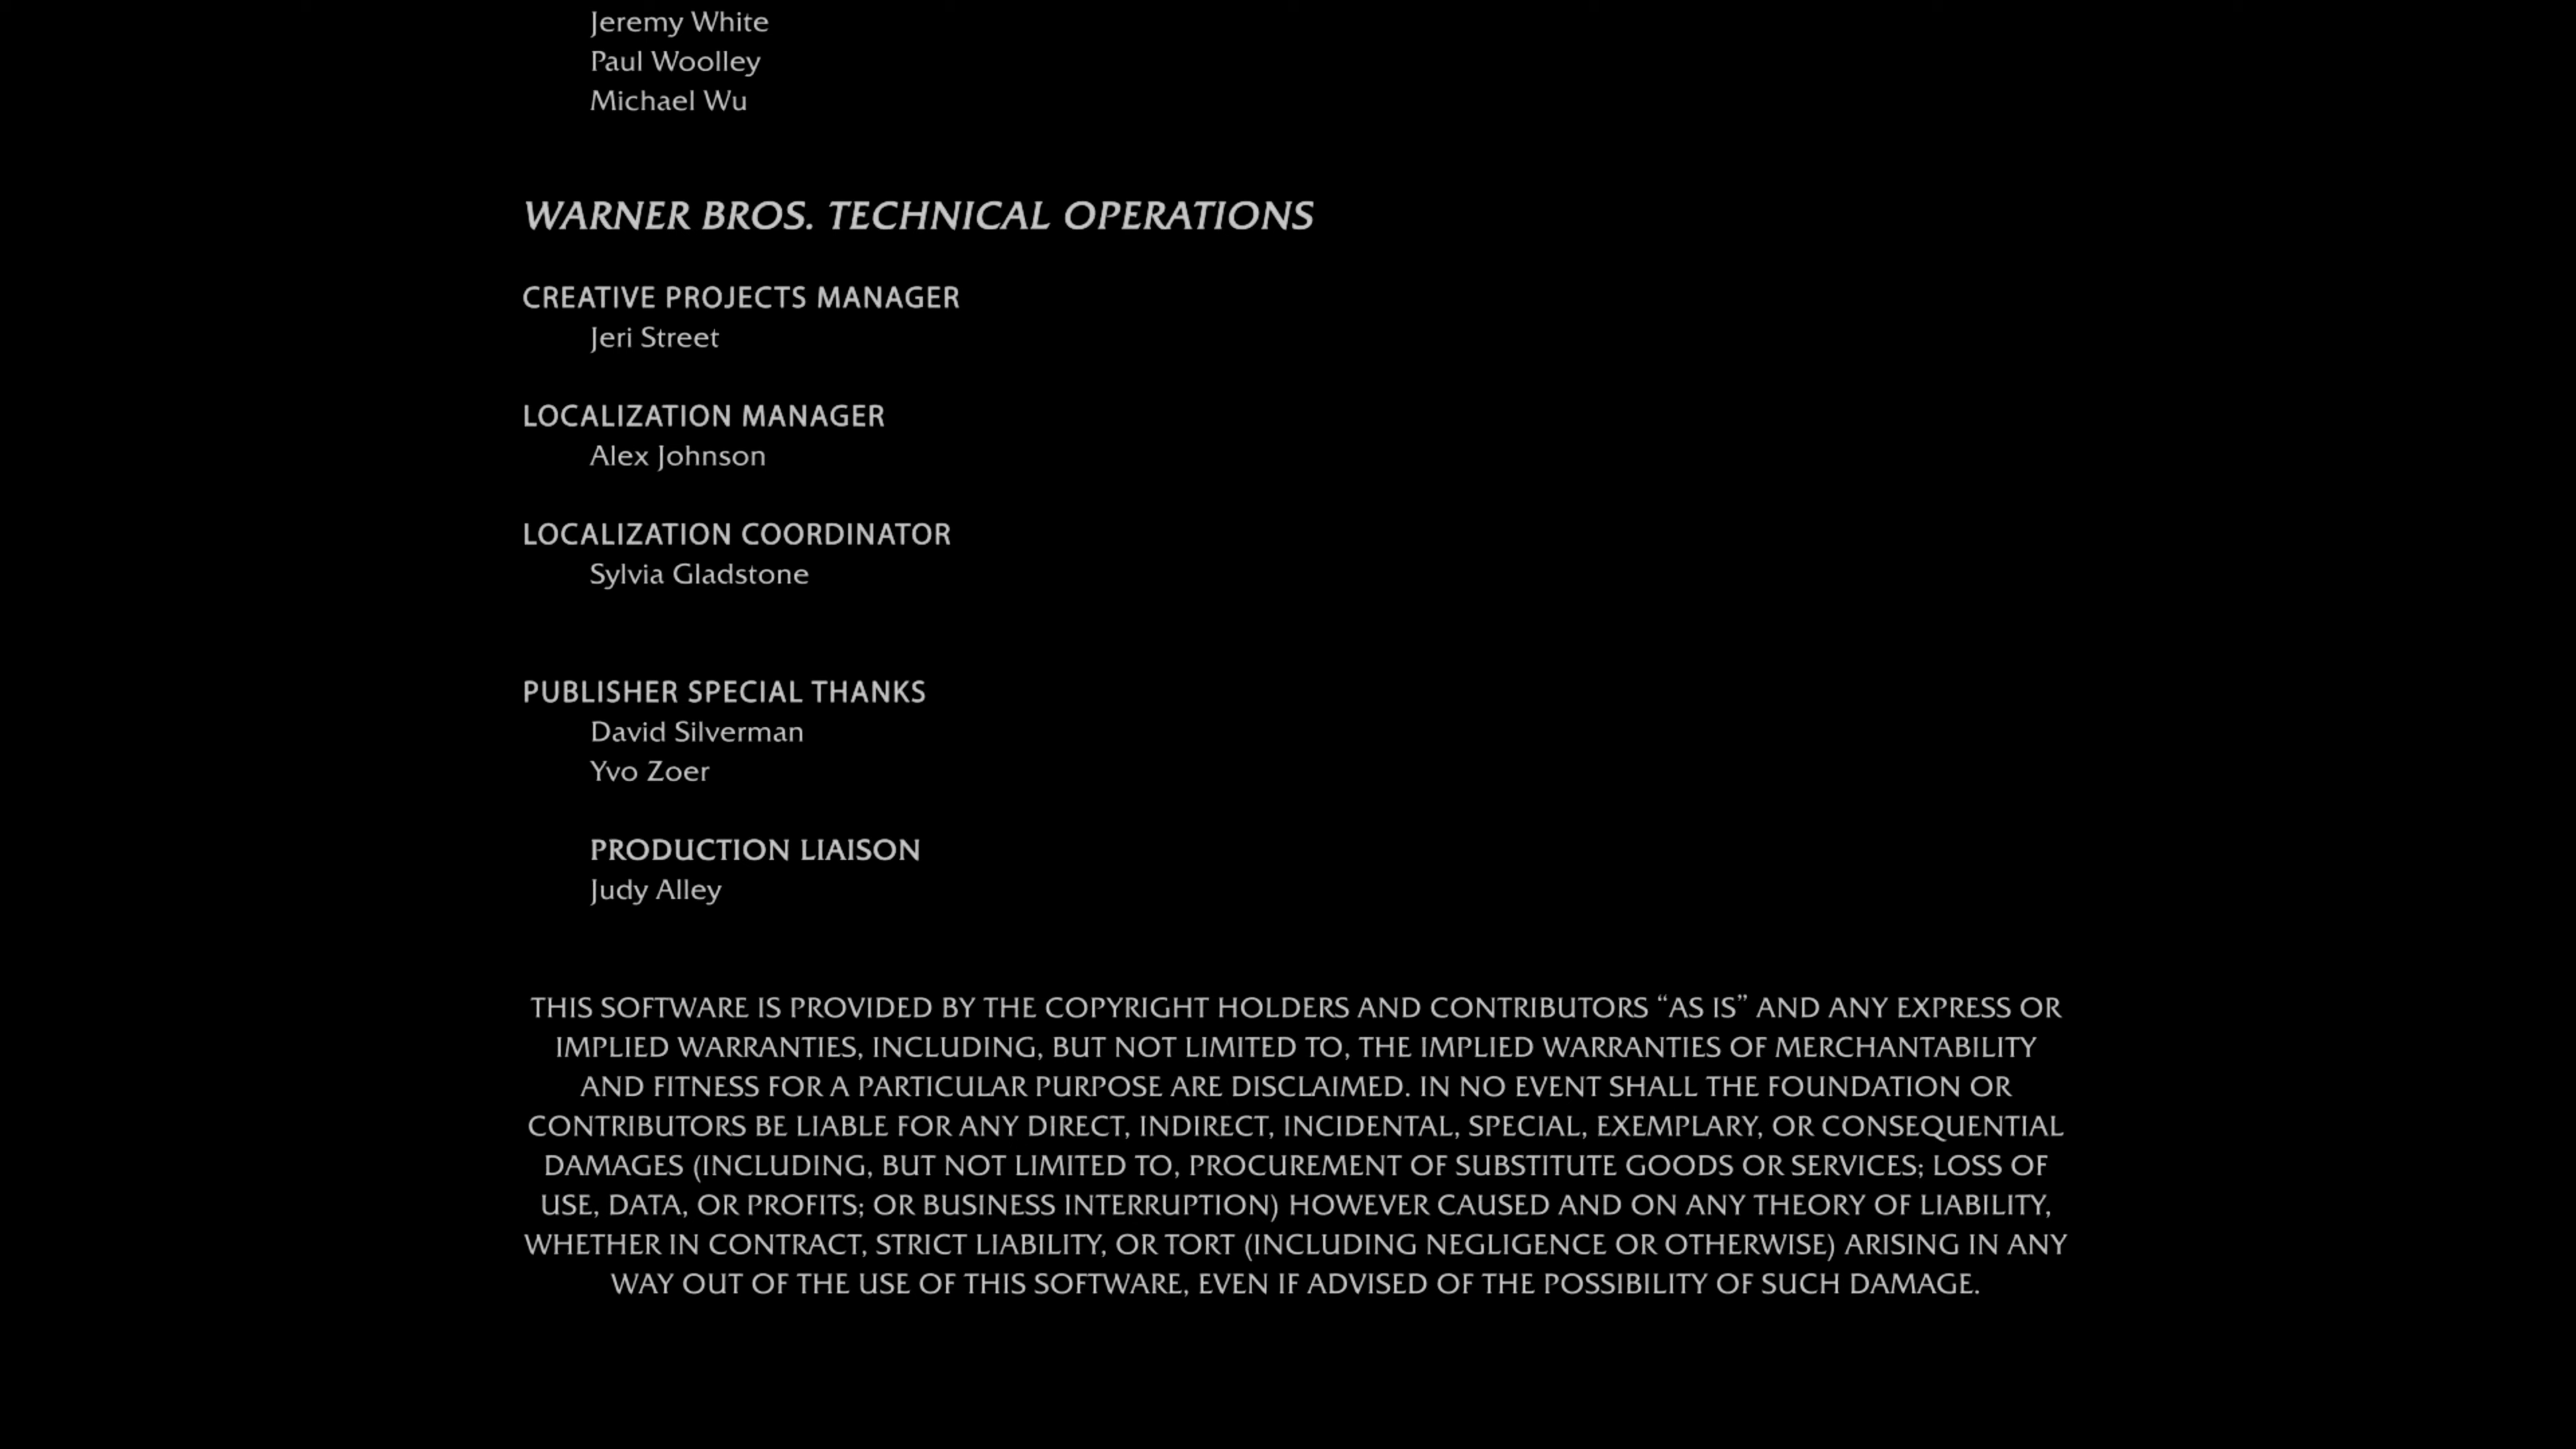 Jeremy White
Paul Woolley
Michael Wu
WARNER BROS. TECHNICAL OPERATIONS
CREATIVE PROJECTS MANAGER
Jeri Street
LOCALIZATION MANAGER
Alex Johnson
LOCALIZATION COORDINATOR
Sylvia Gladstone
PUBLISHER SPECIAL THANKS
David Silverman
Yvo Zoer
PRODUCTION LIAISON
Judy Alley
THIS SOFTWARE IS PROVIDED BY THE COPYRIGHT HOLDERS AND CONTRIBUTORS “AS IS” AND ANY EXPRESS OR
IMPLIED WARRANTIES, INCLUDING, BUT NOT LIMITED TO, THE IMPLIED WARRANTIES OF MERCHANTABILITY
AND FITNESS FOR A PARTICULAR PURPOSE ARE DISCLAIMED. IN NO EVENT SHALL THE FOUNDATION OR
CONTRIBUTORS BE LIABLE FOR ANY DIRECT, INDIRECT, INCIDENTAL, SPECIAL, EXEMPLARY, OR CONSEQUENTIAL
DAMAGES (INCLUDING, BUT NOT LIMITED TO, PROCUREMENT OF SUBSTITUTE GOODS OR SERVICES; LOSS OF
USE, DATA, OR PROFITS; OR BUSINESS INTERRUPTION) HOWEVER CAUSED AND ON ANY THEORY OF LIABILITY,
WHETHER IN CONTRACT, STRICT LIABILITY, OR TORT (INCLUDING NEGLIGENCE OR OTHERWISE) ARISING IN ANY
WAY OUT OF THE USE OF THIS SOFTWARE, EVEN IF ADVISED OF THE POSSIBILITY OF SUCH DAMAGE.